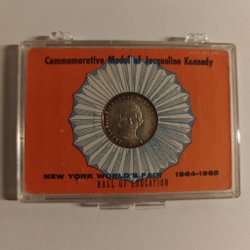 Commemorative Medal of Jacqueline Kennedy
NEW YORK WORLD'S FAIR 1964-1965
HALL OF EDUCATION